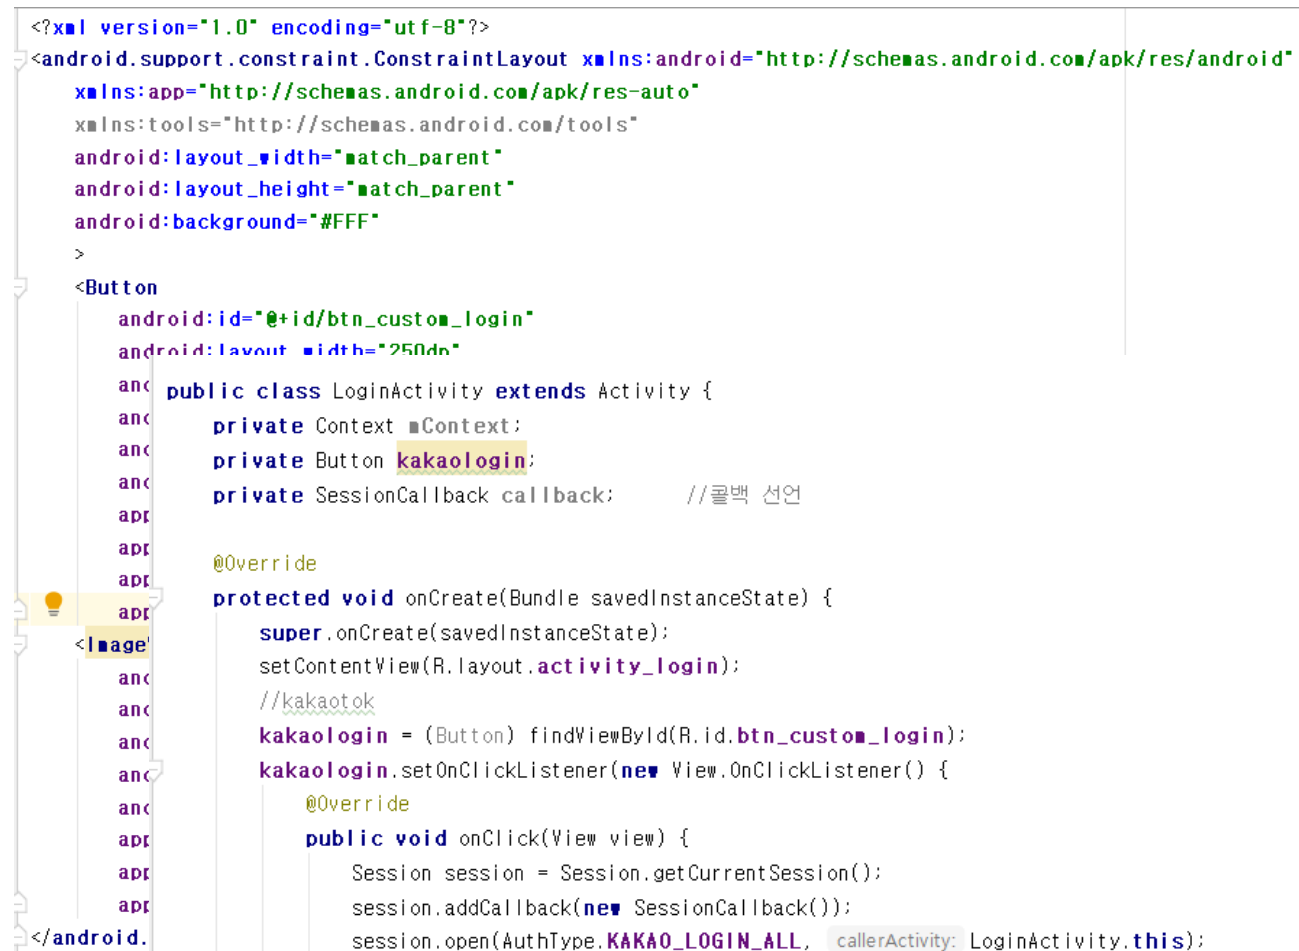 <?xml version="1.0" encoding="utf-8"?>
<android.support.constraint.ConstraintLayout xmlns:android="http://schemas.android.com/apk/res/android"
xmlns:app="http://schemas.android.com/apk/res-auto"
xmlns:tools="http://schemas.android.com/tools"
android:layout_width="match_parent"
android:layout_height="match_parent"
android:background="#FFF"
>
<Button
android:id="@+id/btn_custom_login"
android:layout_width="250dp"
public class LoginActivity extends Activity {
private Context mContext;
private Button kakaologin;
private SessionCallback callback; //콜백 선언
@Override
protected void onCreate(Bundle savedInstanceState) {
super.onCreate(savedInstanceState);
setContentView(R.layout.activity_login);
//kakaotok
kakaologin = (Button) findViewById(R.id.btn_custom_login);
kakaologin.setOnClickListener(new View.OnClickListener() {
@Override
public void onClick(View view) {
Session session = Session.getCurrentSession();
session.addCallback(new SessionCallback());
session.open(AuthType.KAKAO_LOGIN_ALL, callerActivity: LoginActivity.this);
<Image
</android.